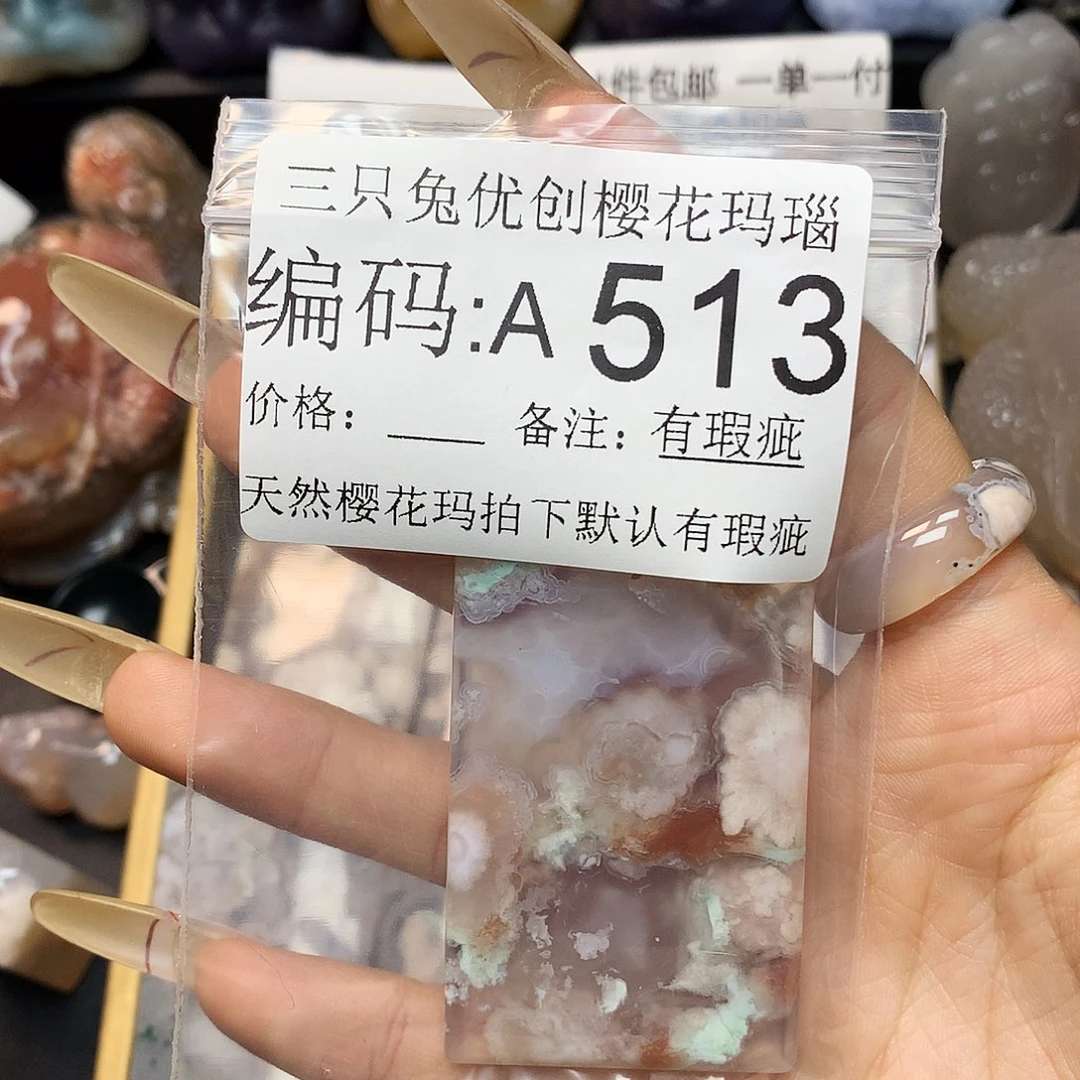 件包邮 一单一付
三只兔优创樱花玛瑙
编码:A 513
价格：____ 备注：有瑕疵
天然樱花玛拍下默认有瑕疵